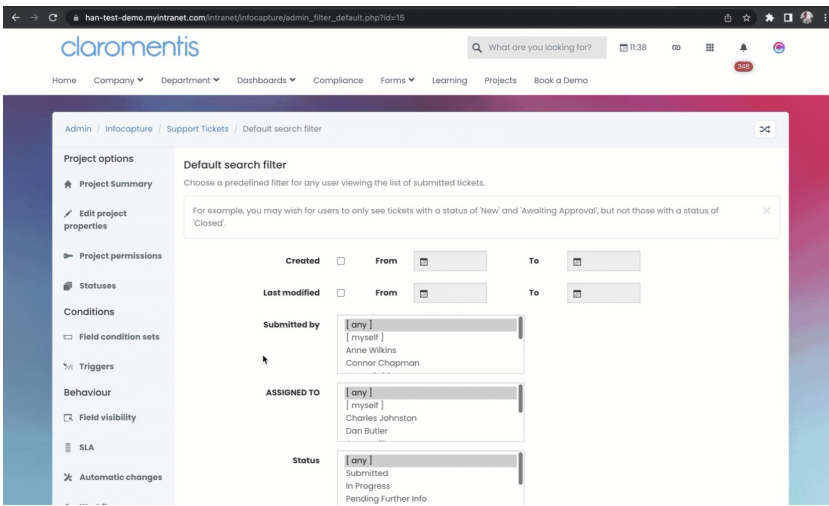 han-test-demo.myintranet.com/intranet/infocapture/admin_filter_default.php?id=15
claromentis
What are you looking for?
11:38
348
Home Company Department Dashboards Compliance Forms Learning Projects Book a Demo
Admin / Infocapture / Support Tickets / Default search filter
Project options
Project Summary
Edit project
properties
Project permissions
Statuses
Conditions
Field condition sets
Triggers
Behaviour
Field visibility
SLA
Automatic changes
Default search filter
Choose a predefined filter for any user viewing the list of submitted tickets.
For example, you may wish for users to only see tickets with a status of 'New' and 'Awaiting Approval', but not those with a status of
'Closed'.
Created From To
Last modified From To
Submitted by
[ any ]
[ myself ]
Anne Wilkins
Connor Chapman
ASSIGNED TO
[ any ]
[ myself ]
Charles Johnston
Dan Butler
Status
[ any ]
Submitted
In Progress
Pending Further Info